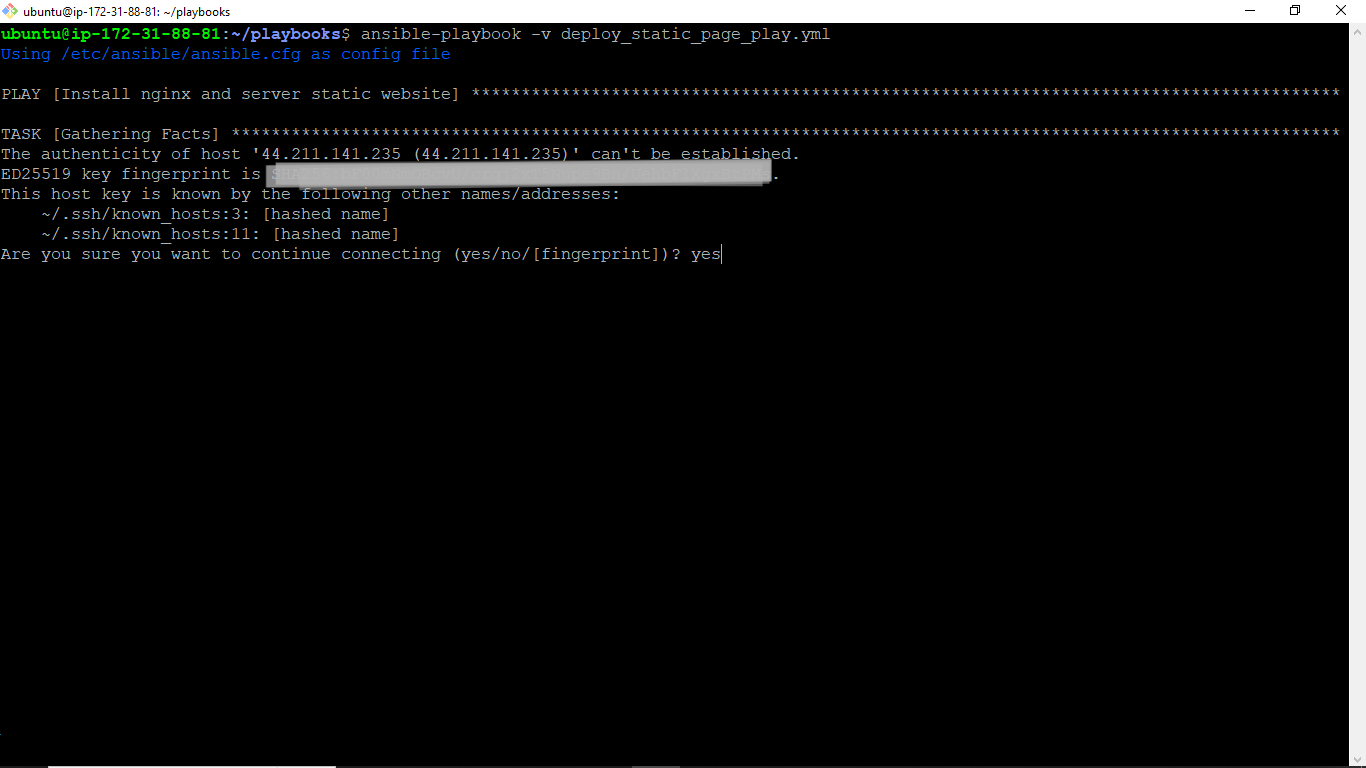 ubuntu@ip-172-31-88-81: ~/playbooks
ubuntu@ip-172-31-88-81:~/playbooks$ ansible-playbook -v deploy_static_page_play.yml
Using /etc/ansible/ansible.cfg as config file
PLAY [Install nginx and server static website] ***************************************************************************************
TASK [Gathering Facts] ***************************************************************************************************************
The authenticity of host '44.211.141.235 (44.211.141.235)' can't be established.
ED25519 key fingerprint is .
This host key is known by the following other names/addresses:
    ~/.ssh/known_hosts:3: [hashed name]
    ~/.ssh/known_hosts:11: [hashed name]
Are you sure you want to continue connecting (yes/no/[fingerprint])? yes